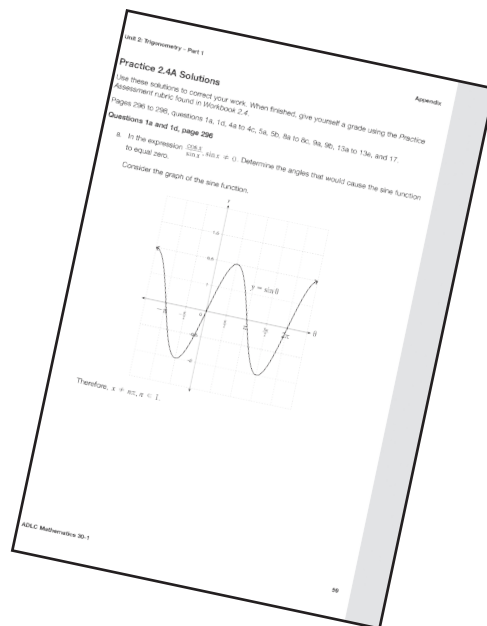 Unit 2: Trigonometry – Part 1
Appendix
Practice 2.4A Solutions
Use these solutions to correct your work. When finished, give yourself a grade using the Practice
Assessment rubric found in Workbook 2.4.
Pages 296 to 298, questions 1a, 1d, 4a to 4c, 5a, 5b, 8a to 8c, 9a, 9b, 13a to 13e, and 17.
Questions 1a and 1d, page 296
a. In the expression cos x / sin x, sin x ≠ 0. Determine the angles that would cause the sine function
to equal zero.
Consider the graph of the sine function.
y = sin θ
θ
Therefore, x ≠ nπ, n ∈ I.
ADLC Mathematics 30-1